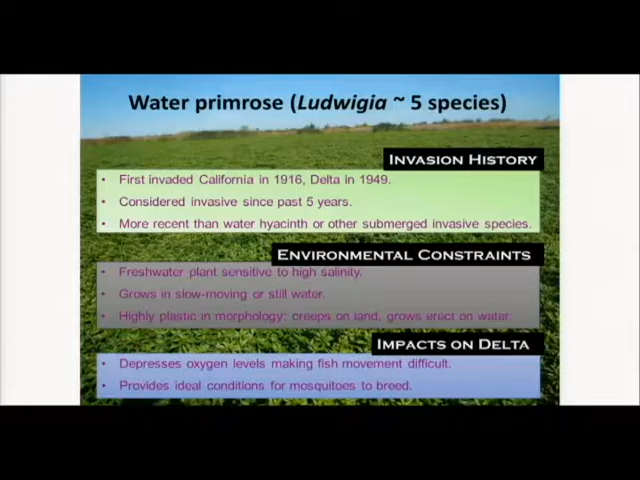 Water primrose (Ludwigia ~ 5 species)
INVASION HISTORY
• First invaded California in 1916, Delta in 1949.
• Considered invasive since past 5 years.
• More recent than water hyacinth or other submerged invasive species.
ENVIRONMENTAL CONSTRAINTS
• Freshwater plant sensitive to high salinity.
• Grows in slow-moving or still water.
• Highly plastic in morphology: creeps on land, grows erect on water.
IMPACTS ON DELTA
• Depresses oxygen levels making fish movement difficult.
• Provides ideal conditions for mosquitoes to breed.